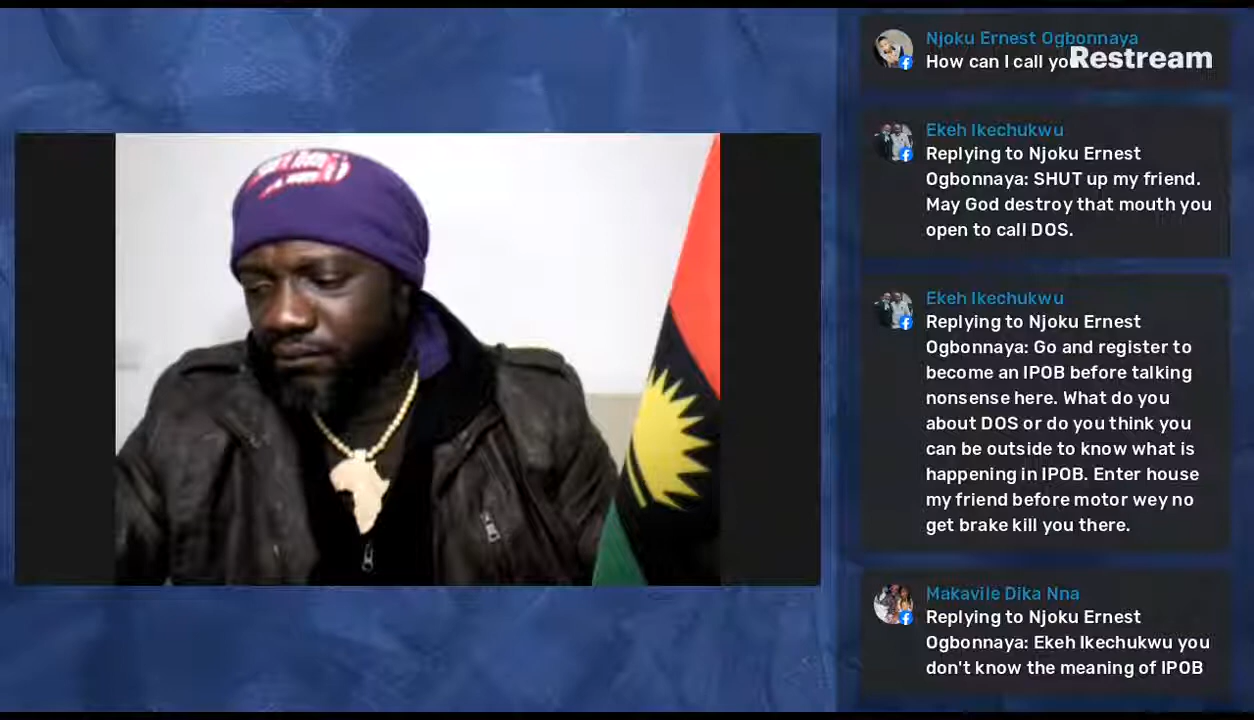 Njoku Ernest Ogbonnaya
How can I call yo
Restream
Ekeh Ikechukwu
Replying to Njoku Ernest
Ogbonnaya: SHUT up my friend.
May God destroy that mouth you
open to call DOS.
Ekeh Ikechukwu
Replying to Njoku Ernest
Ogbonnaya: Go and register to
become an IPOB before talking
nonsense here. What do you
about DOS or do you think you
can be outside to know what is
happening in IPOB. Enter house
my friend before motor wey no
get brake kill you there.
Makavile Dika Nna
Replying to Njoku Ernest
Ogbonnaya: Ekeh Ikechukwu you
don't know the meaning of IPOB